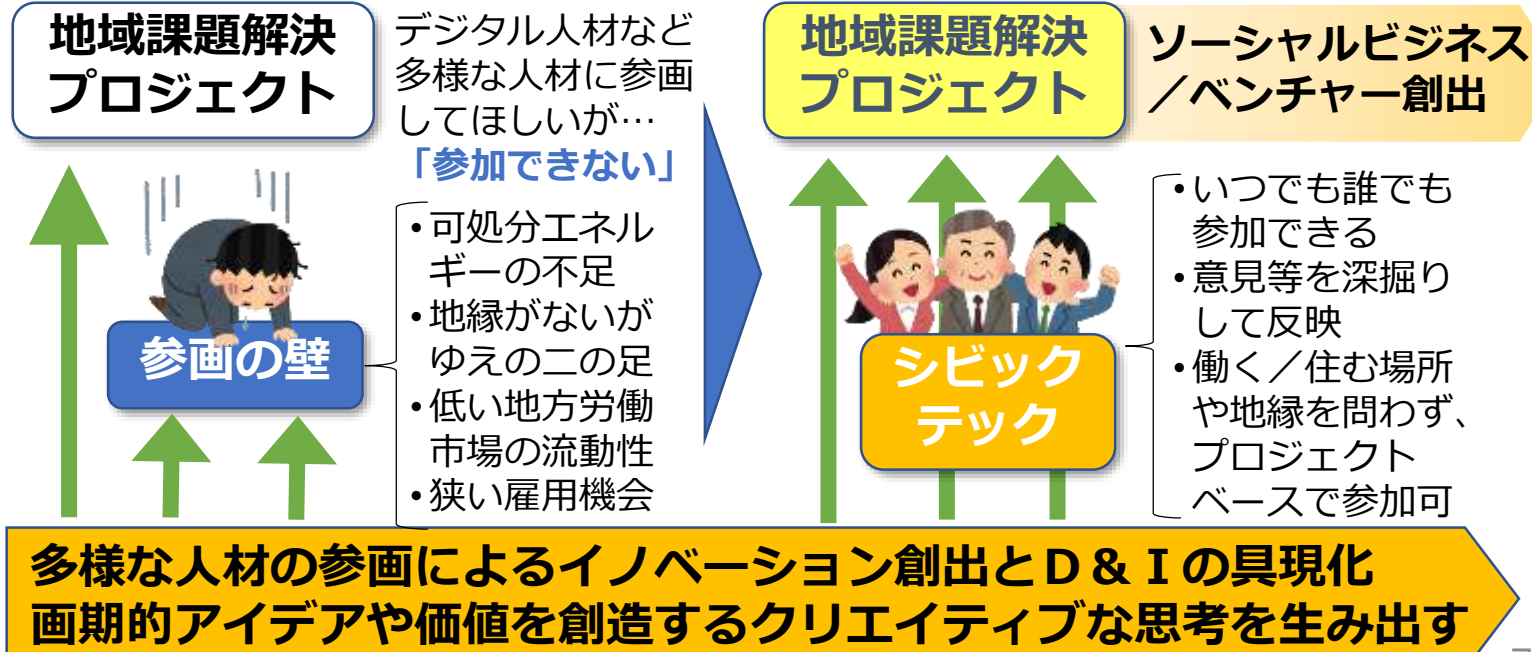 地域課題解決
プロジェクト
デジタル人材など
多様な人材に参画
してほしいが…
「参加できない」
参画の壁
•可処分エネル
ギーの不足
•地縁がないが
ゆえの二の足
•低い地方労働
市場の流動性
•狭い雇用機会
地域課題解決
プロジェクト
ソーシャルビジネス
／ベンチャー創出
シビック
テック
•いつでも誰でも
参加できる
•意見等を深掘り
して反映
•働く／住む場所
や地縁を問わず、
プロジェクト
ベースで参加可
多様な人材の参画によるイノベーション創出とＤ＆Ｉの具現化
画期的アイデアや価値を創造するクリエイティブな思考を生み出す